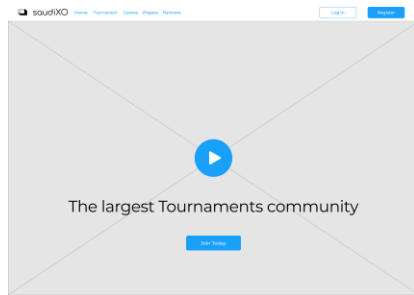 saudiXO Home Tournament Games Players Partners Log in Register
The largest Tournaments community
Join Today